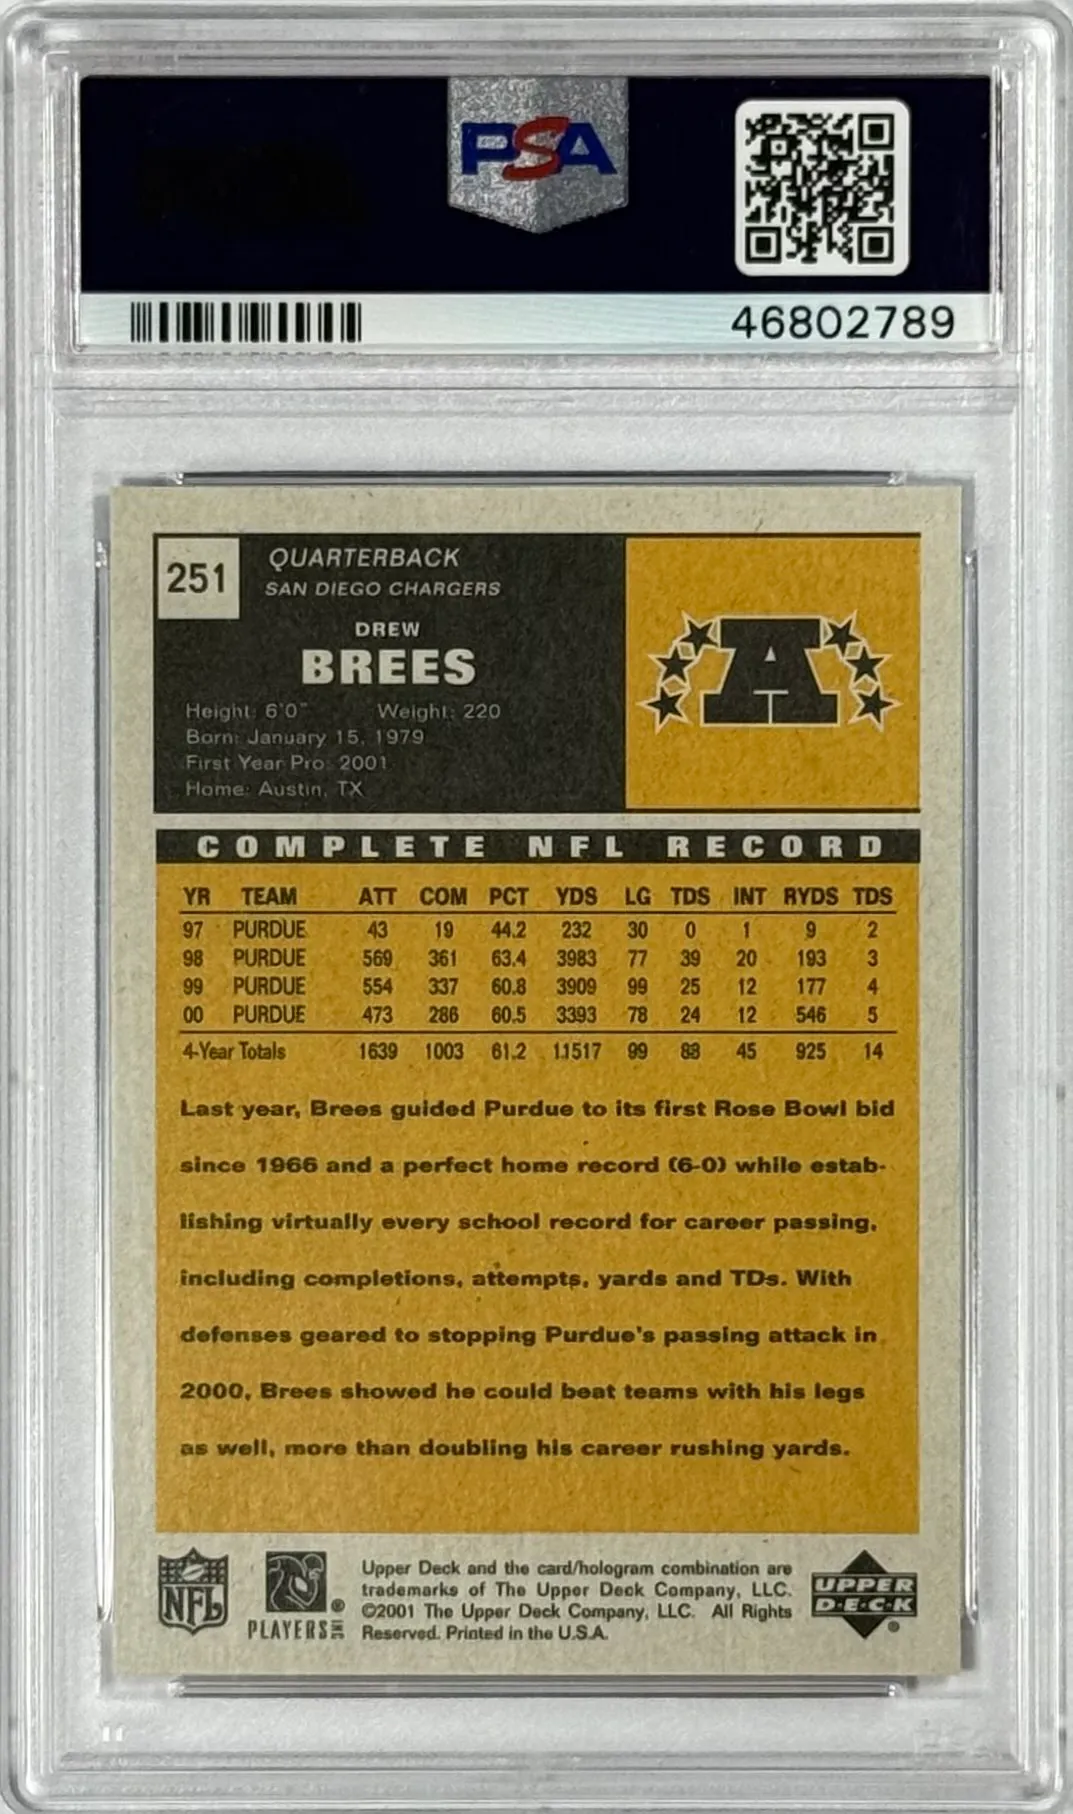 PSA
46802789
251
QUARTERBACK
SAN DIEGO CHARGERS
DREW
BREES
Height: 6'0" Weight: 220
Born: January 15, 1979
First Year Pro: 2001
Home: Austin, TX
A
COMPLETE NFL RECORD
YR TEAM ATT COM PCT YDS LG TDS INT RYDS TDS
97 PURDUE 43 19 44.2 232 30 0 1 9 2
98 PURDUE 569 361 63.4 3983 77 39 20 193 3
99 PURDUE 554 337 60.8 3909 99 25 12 177 4
00 PURDUE 473 286 60.5 3393 78 24 12 546 5
4-Year Totals 1639 1003 61.2 11517 99 88 45 925 14
Last year, Brees guided Purdue to its first Rose Bowl bid
since 1966 and a perfect home record (6-0) while estab-
lishing virtually every school record for career passing,
including completions, attempts, yards and TDs. With
defenses geared to stopping Purdue's passing attack in
2000, Brees showed he could beat teams with his legs
as well, more than doubling his career rushing yards.
NFL
PLAYERS INC
Upper Deck and the card/hologram combination are
trademarks of The Upper Deck Company, LLC.
©2001 The Upper Deck Company, LLC. All Rights
Reserved. Printed in the U.S.A.
UPPER
D·E·C·K